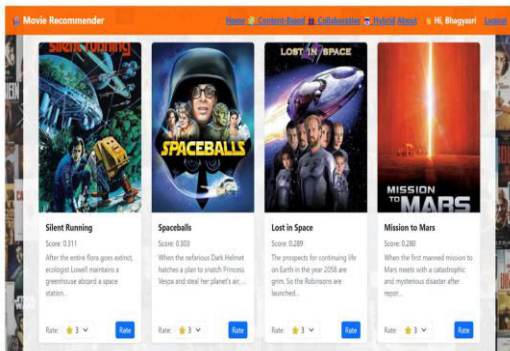 Movie Recommender
Home Content-Based Collaborative Hybrid About Hi, Bhagyasri Logout
silent running
SPACEBALLS
LOST IN SPACE
MISSION
TO MARS
Silent Running
Score: 0.311
After the entire flora goes extinct,
ecologist Lowell maintains a
greenhouse aboard a space
station...
Rate: 3
Rate
Spaceballs
Score: 0.303
When the nefarious Dark Helmet
hatches a plan to snatch Princess
Vespa and steal her planet's air, ...
Rate: 3
Rate
Lost in Space
Score: 0.289
The prospects for continuing life
on Earth in the year 2058 are
grim. So the Robinsons are
launched...
Rate: 3
Rate
Mission to Mars
Score: 0.280
When the first manned mission to
Mars meets with a catastrophic
and mysterious disaster after
repor...
Rate: 3
Rate